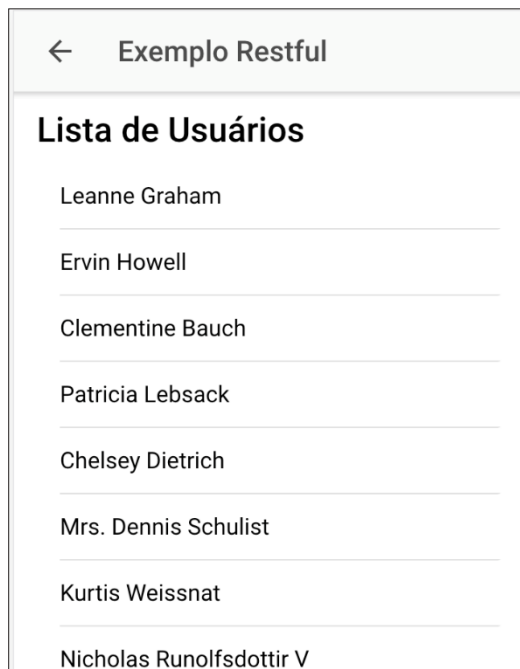 Exemplo Restful
Lista de Usuários
Leanne Graham
Ervin Howell
Clementine Bauch
Patricia Lebsack
Chelsey Dietrich
Mrs. Dennis Schulist
Kurtis Weissnat
Nicholas Runolfsdottir V